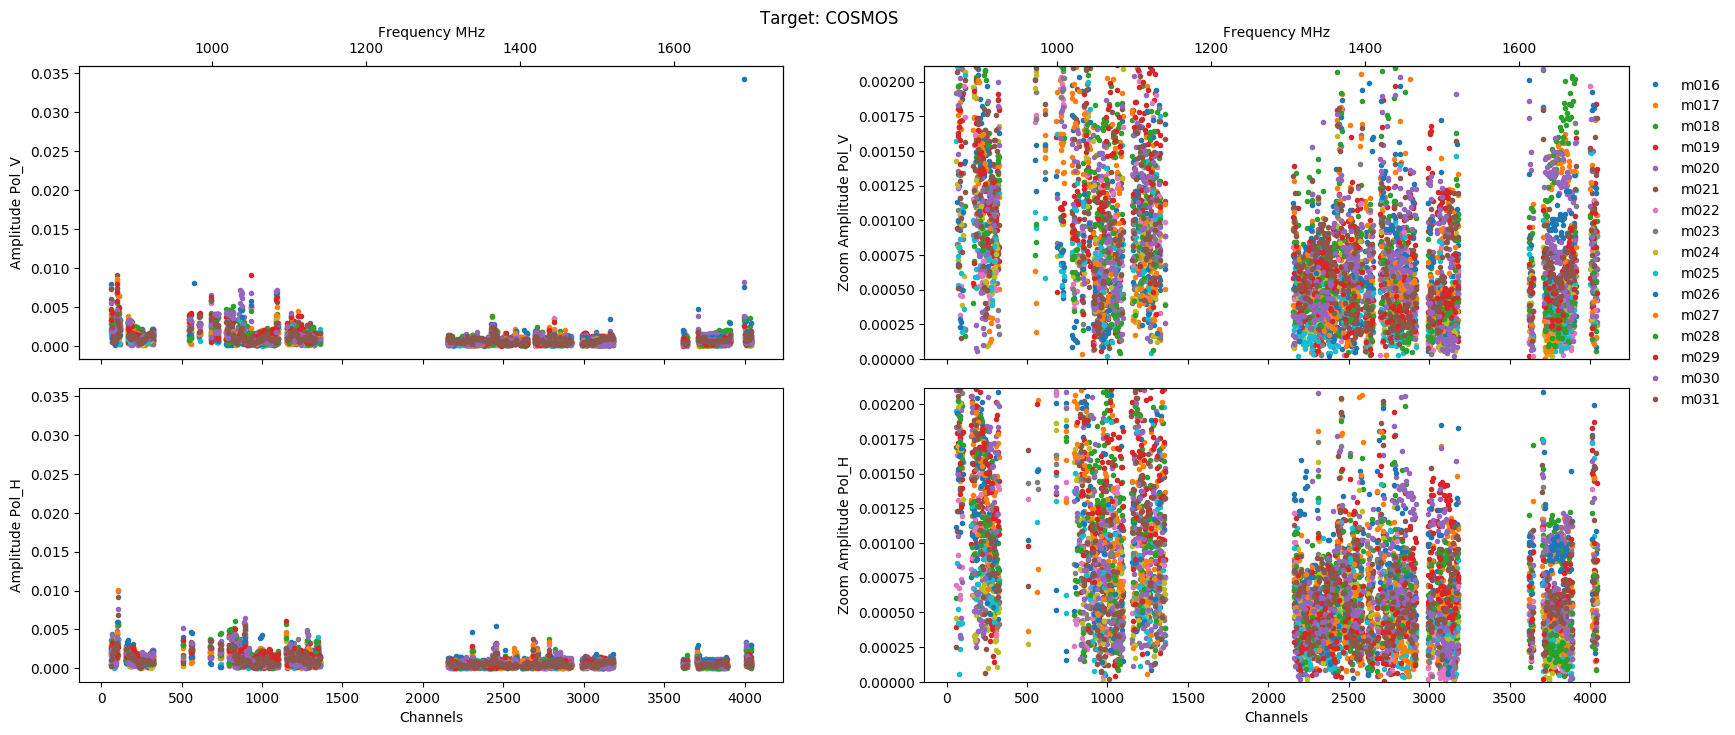 Target: COSMOS
Frequency MHz
Frequency MHz
1000 1200 1400 1600
1000 1200 1400 1600
Amplitude Pol_V
0.035
0.030
0.025
0.020
0.015
0.010
0.005
0.000
Zoom Amplitude Pol_V
0.00200
0.00175
0.00150
0.00125
0.00100
0.00075
0.00050
0.00025
0.00000
m016
m017
m018
m019
m020
m021
m022
m023
m024
m025
m026
m027
m028
m029
m030
m031
Amplitude Pol_H
0.035
0.030
0.025
0.020
0.015
0.010
0.005
0.000
0 500 1000 1500 2000 2500 3000 3500 4000
Channels
Zoom Amplitude Pol_H
0.00200
0.00175
0.00150
0.00125
0.00100
0.00075
0.00050
0.00025
0.00000
0 500 1000 1500 2000 2500 3000 3500 4000
Channels